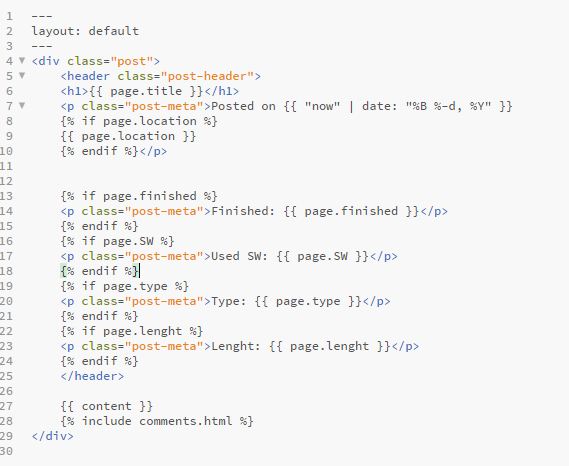 1 ---
2 layout: default
3 ---
4 <div class="post">
5 <header class="post-header">
6 <h1>{{ page.title }}</h1>
7 <p class="post-meta">Posted on {{ "now" | date: "%B %-d, %Y" }}
8 {% if page.location %}
9 {{ page.location }}
10 {% endif %}</p>
11
12
13 {% if page.finished %}
14 <p class="post-meta">Finished: {{ page.finished }}</p>
15 {% endif %}
16 {% if page.SW %}
17 <p class="post-meta">Used SW: {{ page.SW }}</p>
18 {% endif %}
19 {% if page.type %}
20 <p class="post-meta">Type: {{ page.type }}</p>
21 {% endif %}
22 {% if page.lenght %}
23 <p class="post-meta">Lenght: {{ page.lenght }}</p>
24 {% endif %}
25 </header>
26
27 {{ content }}
28 {% include comments.html %}
29 </div>
30